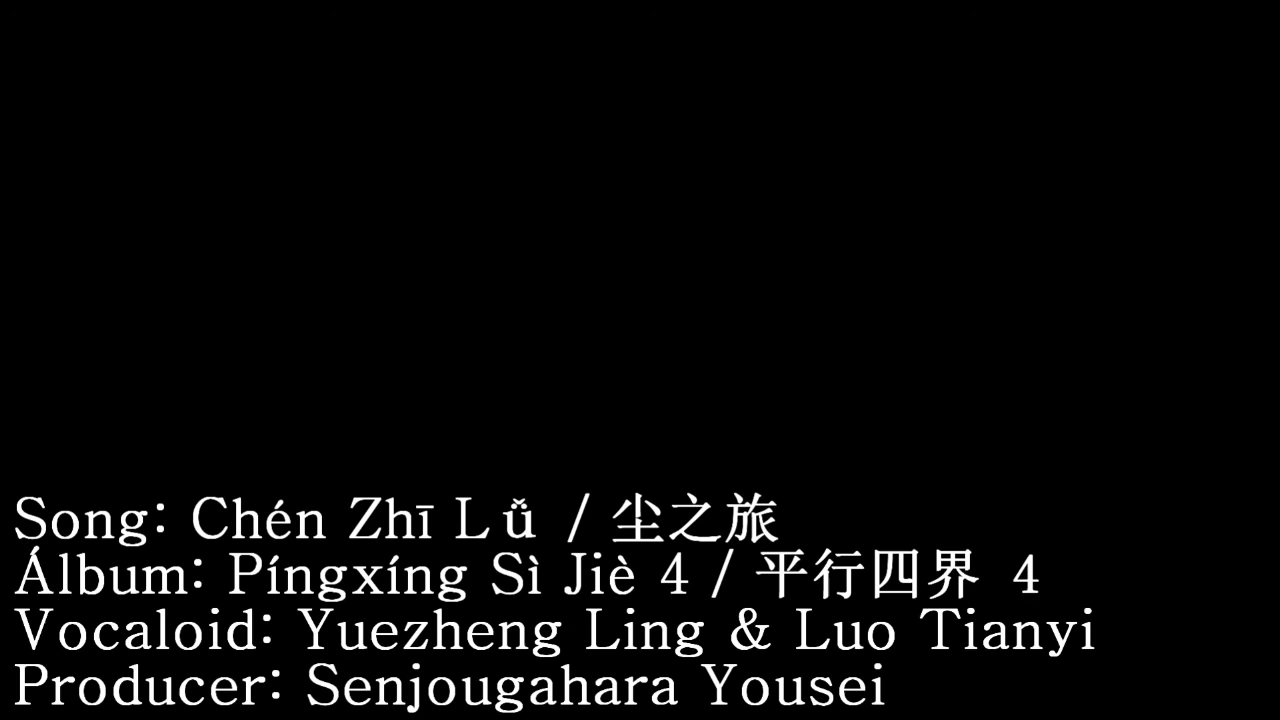 Song: Chén Zhī Lǚ / 尘之旅
Álbum: Píngxíng Sì Jiè 4 / 平行四界 4
Vocaloid: Yuezheng Ling & Luo Tianyi
Producer: Senjougahara Yousei